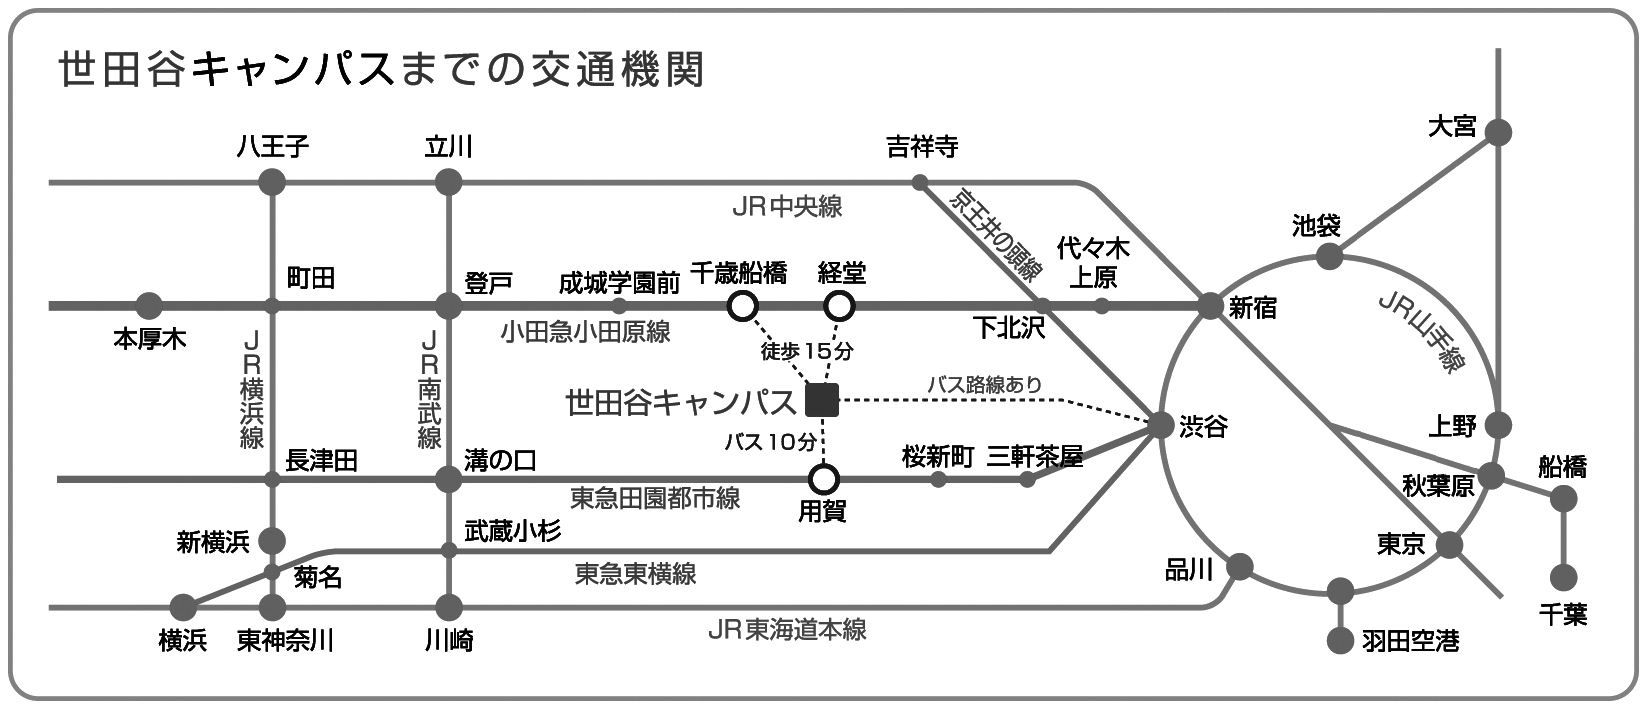 世田谷キャンパスまでの交通機関
大宮
八王子
立川
吉祥寺
JR中央線
京王井の頭線
池袋
代々木
上原
町田
登戸
成城学園前
千歳船橋
経堂
新宿
本厚木
小田急小田原線
下北沢
JR山手線
JR横浜線
JR南武線
徒歩15分
世田谷キャンパス
バス路線あり
渋谷
上野
バス10分
長津田
溝の口
桜新町
三軒茶屋
船橋
東急田園都市線
用賀
秋葉原
新横浜
武蔵小杉
東京
菊名
東急東横線
品川
横浜
東神奈川
川崎
JR東海道本線
羽田空港
千葉